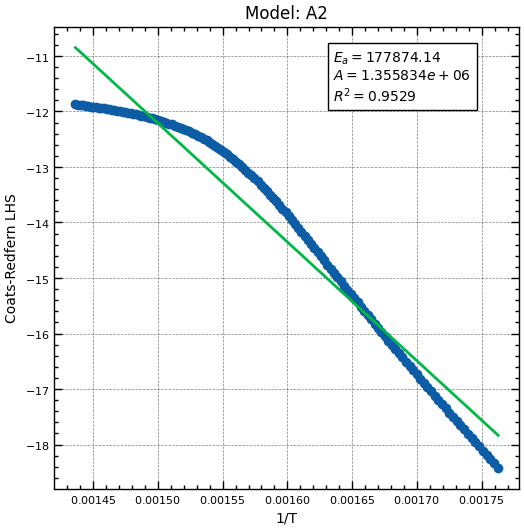 Model: A2
E_a = 177874.14
A = 1.355834e + 06
R² = 0.9529
Coats-Redfern LHS
−11
−12
−13
−14
−15
−16
−17
−18
0.00145 0.00150 0.00155 0.00160 0.00165 0.00170 0.00175
1/T